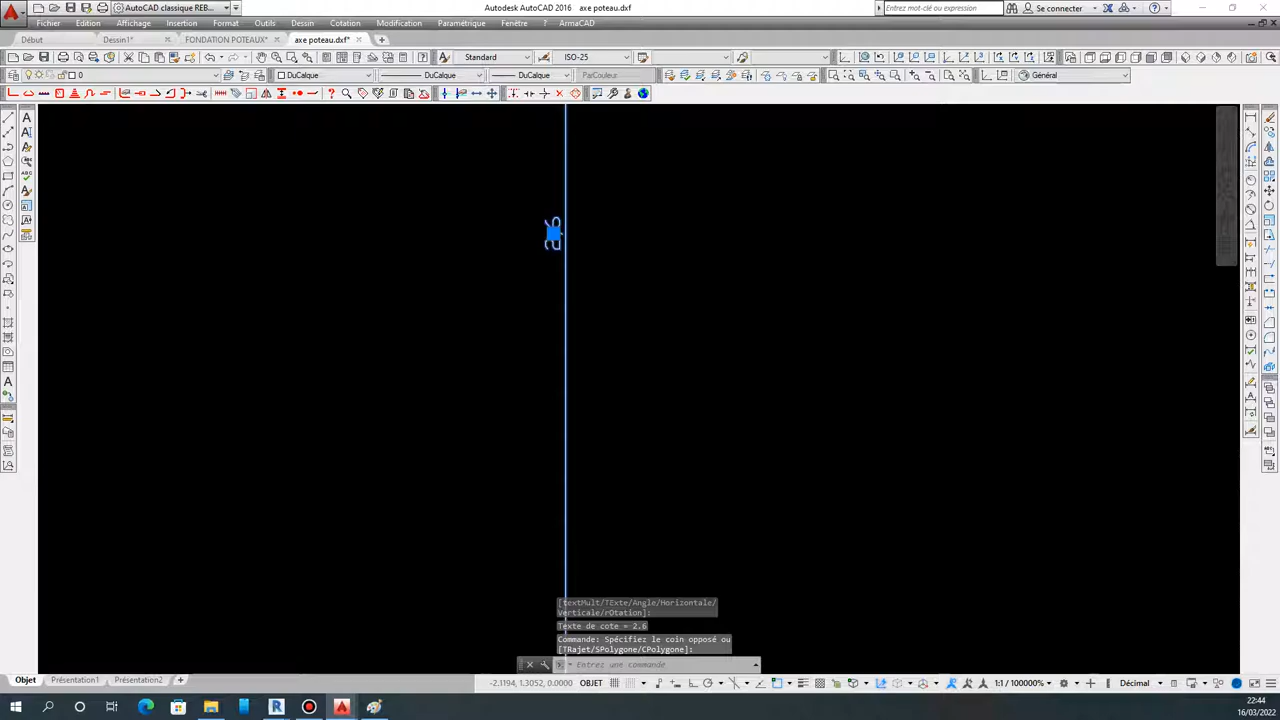 Autodesk AutoCAD 2016 axe poteau.dxf
AutoCAD classique REB...
Entrez mot-clé ou expression
Se connecter
Fichier Edition Affichage Insertion Format Outils Dessin Cotation Modification Paramétrique Fenêtre Express ArmaCAD
Début Dessin1* FONDATION POTEAUX* axe poteau.dxf*
Standard ISO-25
0 DuCalque DuCalque DuCalque ParCouleur Général
[textMult/TExte/Angle/Horizontale/
Verticale/rOtation]:
Texte de cote = 2.6
Commande: Spécifiez le coin opposé ou
[TRajet/SPolygone/CPolygone]:
Entrez une commande
Objet Présentation1 Présentation2
-2.1194, 1.3052, 0.0000 OBJET 1:1 / 100000% Décimal
22:44
16/03/2022